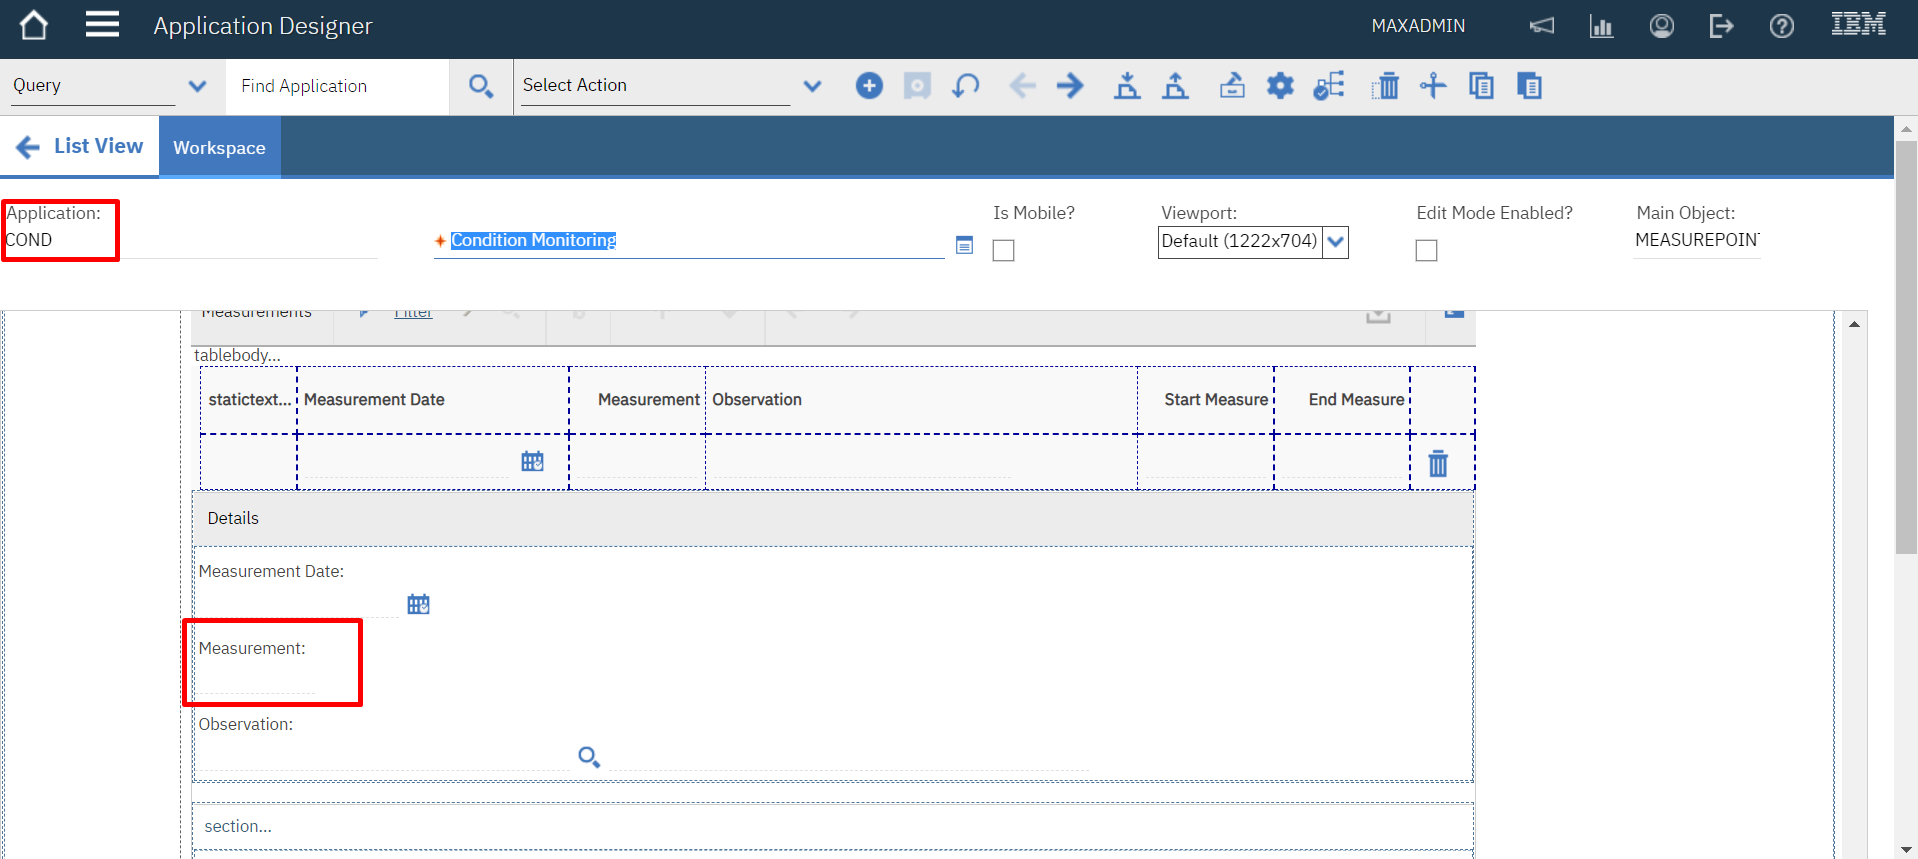 Application Designer
MAXADMIN
IBM
Query
Find Application
Select Action
List View
Workspace
Application:
COND
Condition Monitoring
Is Mobile?
Viewport:
Default (1222x704)
Edit Mode Enabled?
Main Object:
MEASUREPOIN
Measurements
Filter
tablebody...
statictext...
Measurement Date
Measurement
Observation
Start Measure
End Measure
Details
Measurement Date:
Measurement:
Observation:
section...